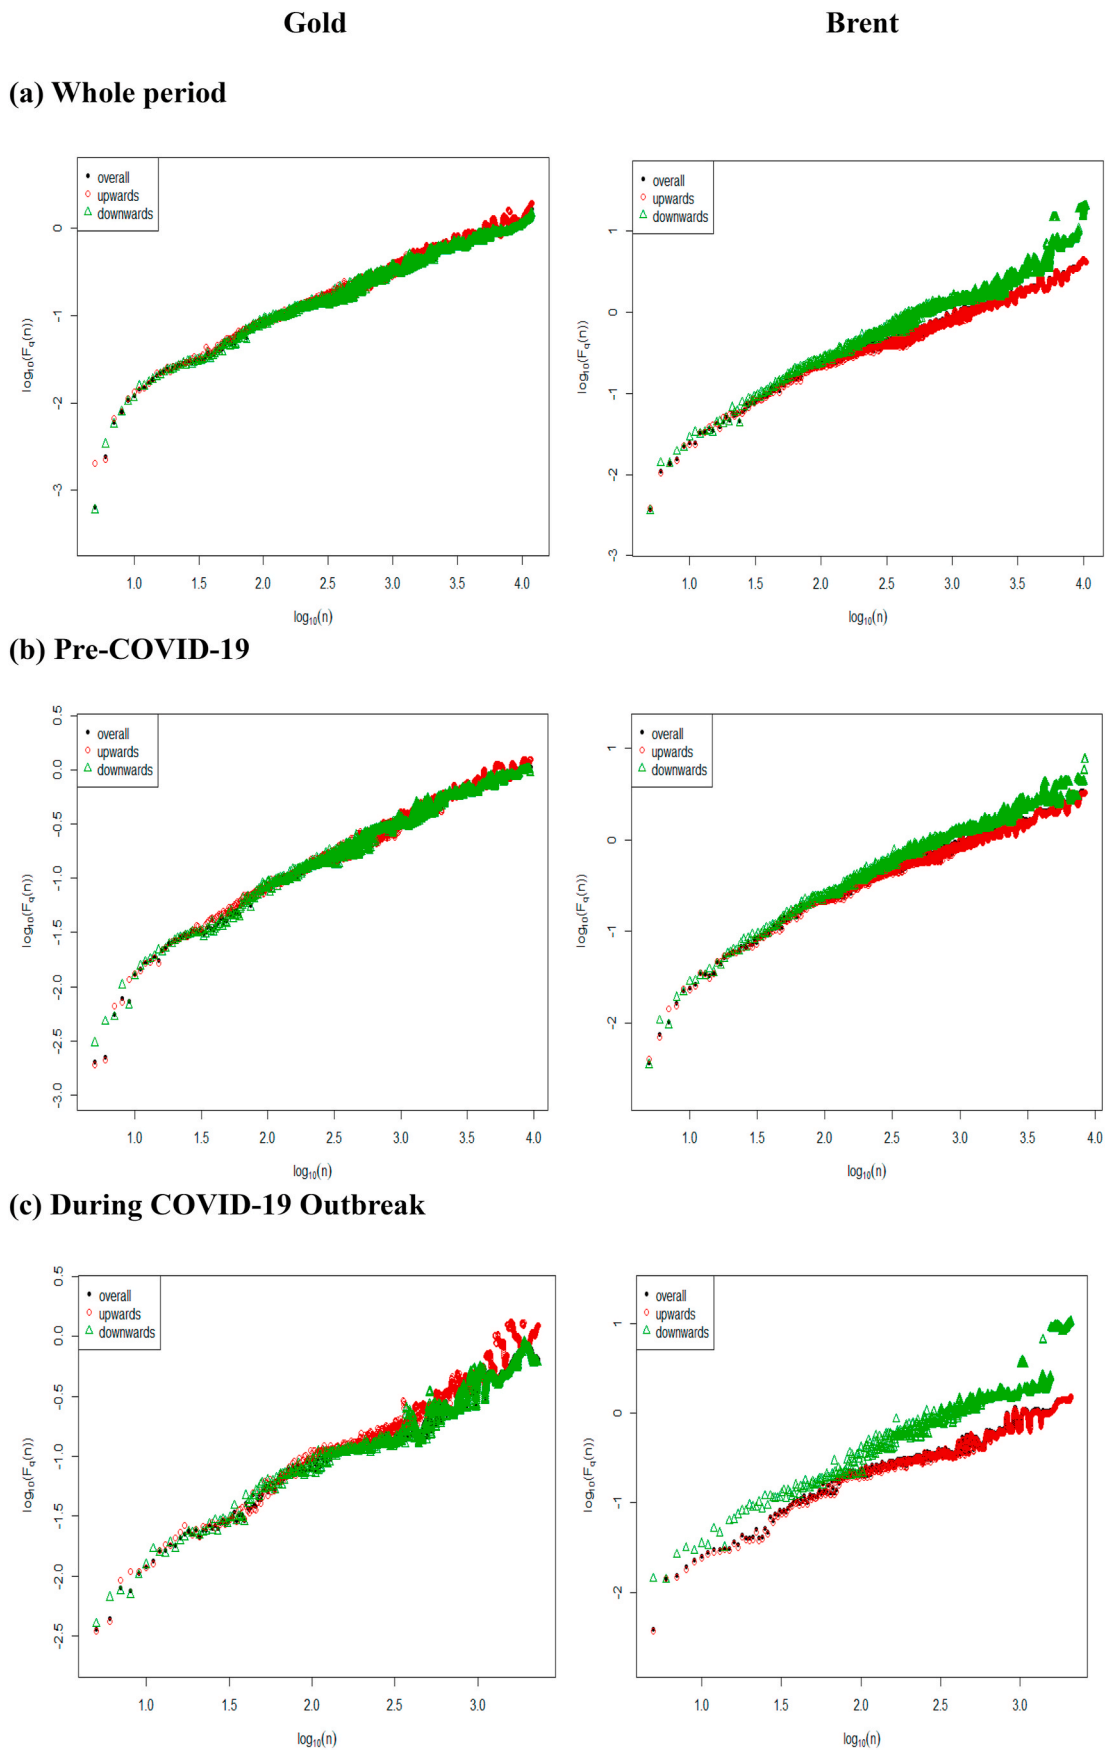 Gold Brent
(a) Whole period
overall
upwards
downwards
log10(Fq(n))
0
-1
-2
-3
1.0 1.5 2.0 2.5 3.0 3.5 4.0
log10(n)
overall
upwards
downwards
log10(Fq(n))
1
0
-1
-2
-3
1.0 1.5 2.0 2.5 3.0 3.5 4.0
log10(n)
(b) Pre-COVID-19
overall
upwards
downwards
log10(Fq(n))
0.5
0.0
-0.5
-1.0
-1.5
-2.0
-2.5
-3.0
1.0 1.5 2.0 2.5 3.0 3.5 4.0
log10(n)
overall
upwards
downwards
log10(Fq(n))
1
0
-1
-2
1.0 1.5 2.0 2.5 3.0 3.5 4.0
log10(n)
(c) During COVID-19 Outbreak
overall
upwards
downwards
log10(Fq(n))
0.5
0.0
-0.5
-1.0
-1.5
-2.0
-2.5
1.0 1.5 2.0 2.5 3.0
log10(n)
overall
upwards
downwards
log10(Fq(n))
1
0
-1
-2
1.0 1.5 2.0 2.5 3.0
log10(n)